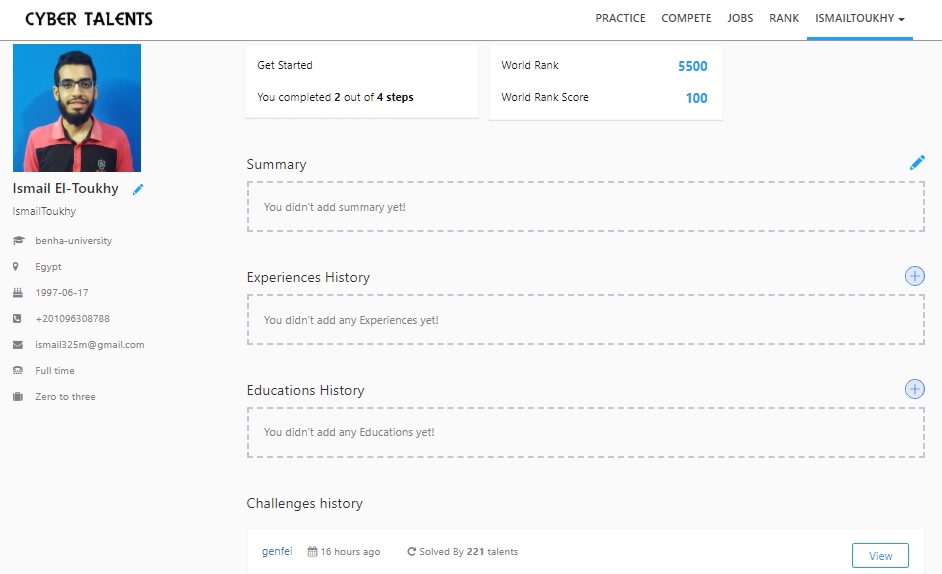 CYBER TALENTS
PRACTICE COMPETE JOBS RANK ISMAILTOUKHY
Ismail El-Toukhy
IsmailToukhy
benha-university
Egypt
1997-06-17
+201096308788
ismail325m@gmail.com
Full time
Zero to three
Get Started
You completed 2 out of 4 steps
World Rank 5500
World Rank Score 100
Summary
You didn't add summary yet!
Experiences History
You didn't add any Experiences yet!
Educations History
You didn't add any Educations yet!
Challenges history
genfei 16 hours ago Solved By 221 talents View